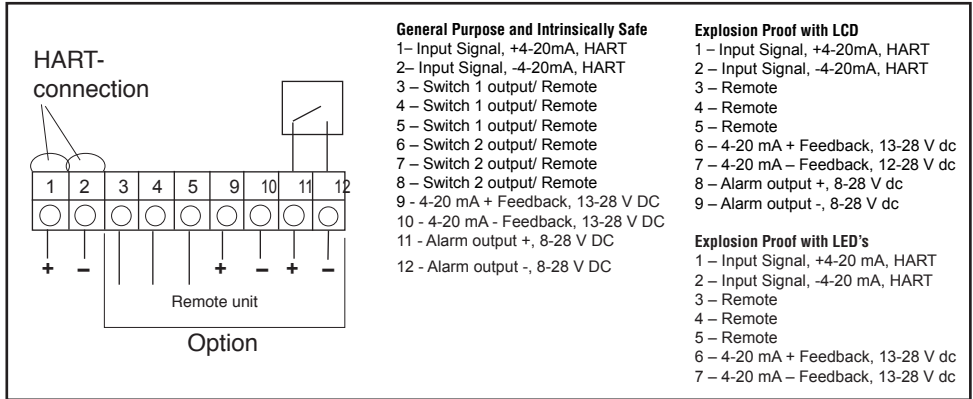 HART-
connection
1 2 3 4 5 9 10 11 12
+ – + – + –
Remote unit
Option
General Purpose and Intrinsically Safe
1– Input Signal, +4-20mA, HART
2– Input Signal, -4-20mA, HART
3 – Switch 1 output/ Remote
4 – Switch 1 output/ Remote
5 – Switch 1 output/ Remote
6 – Switch 2 output/ Remote
7 – Switch 2 output/ Remote
8 – Switch 2 output/ Remote
9 - 4-20 mA + Feedback, 13-28 V DC
10 - 4-20 mA - Feedback, 13-28 V DC
11 - Alarm output +, 8-28 V DC
12 - Alarm output -, 8-28 V DC
Explosion Proof with LCD
1 – Input Signal, +4-20mA, HART
2 – Input Signal, -4-20mA, HART
3 – Remote
4 – Remote
5 – Remote
6 – 4-20 mA + Feedback, 13-28 V dc
7 – 4-20 mA – Feedback, 12-28 V dc
8 – Alarm output +, 8-28 V dc
9 – Alarm output -, 8-28 V dc
Explosion Proof with LED's
1 – Input Signal, +4-20 mA, HART
2 – Input Signal, -4-20 mA, HART
3 – Remote
4 – Remote
5 – Remote
6 – 4-20 mA + Feedback, 13-28 V dc
7 – 4-20 mA – Feedback, 13-28 V dc